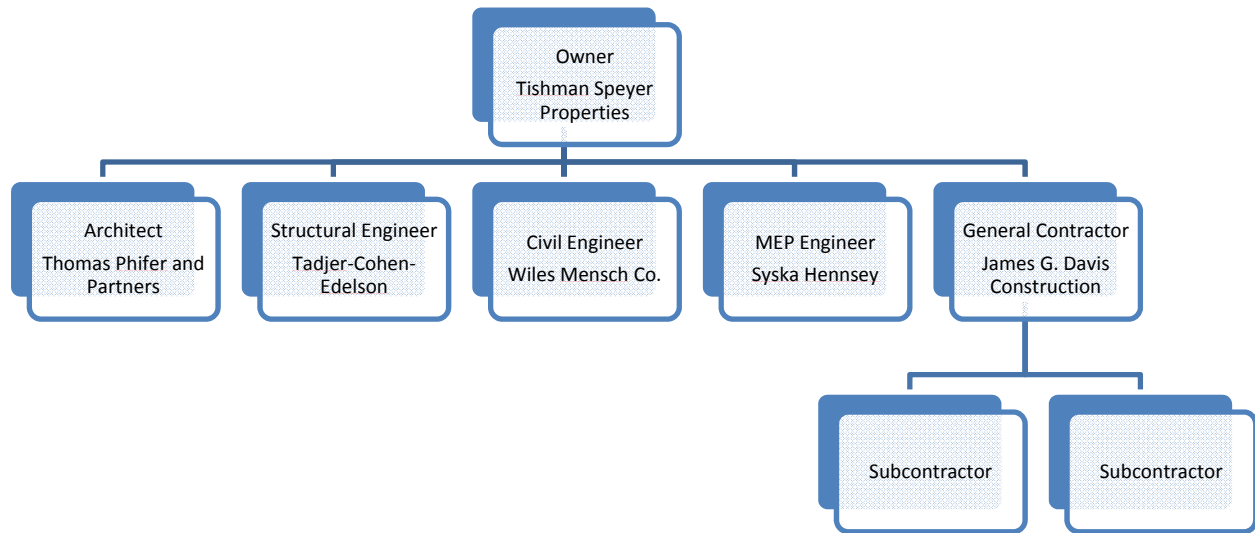 Owner
Tishman Speyer
Properties
Architect
Thomas Phifer and
Partners
Structural Engineer
Tadjer-Cohen-
Edelson
Civil Engineer
Wiles Mensch Co.
MEP Engineer
Syska Hennsey
General Contractor
James G. Davis
Construction
Subcontractor
Subcontractor